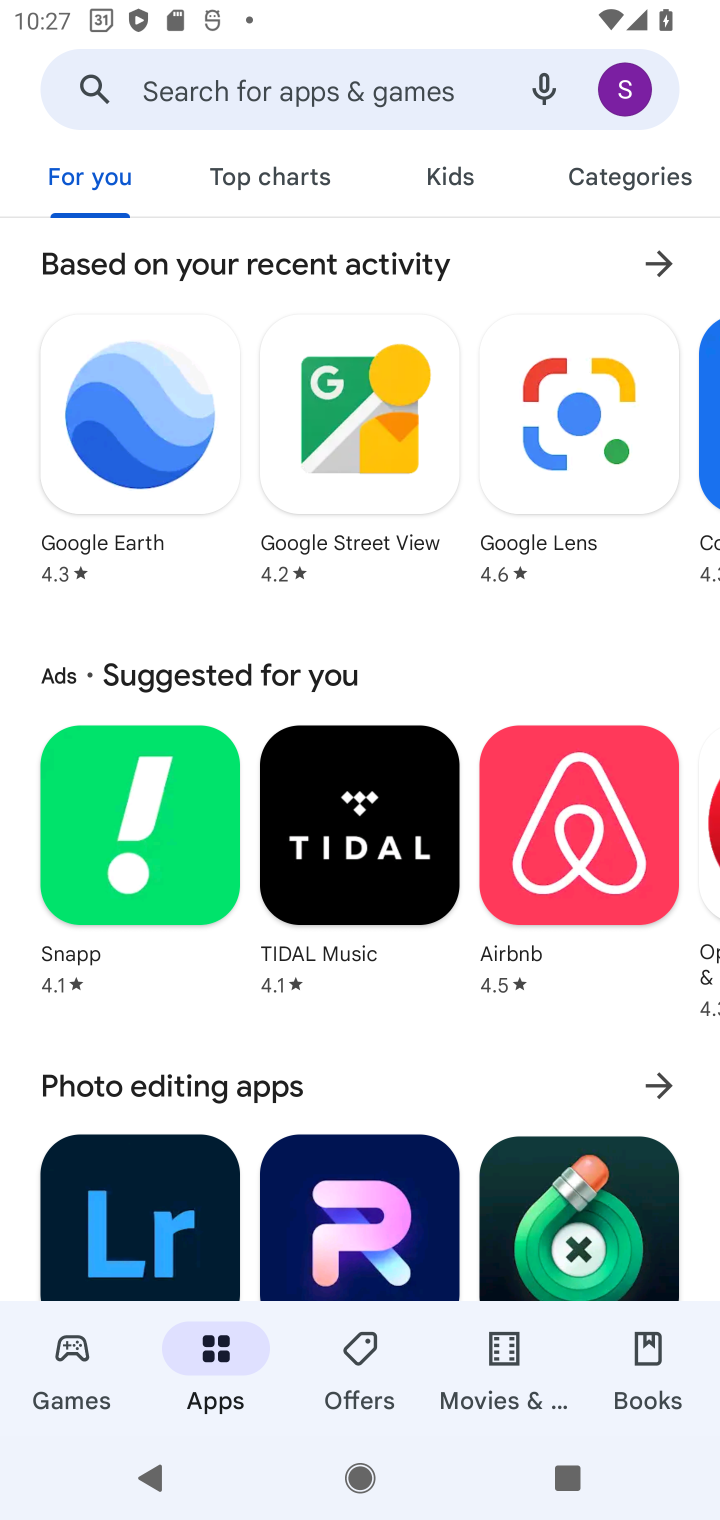 10:27 31
Search for apps & games S
For you Top charts Kids Categories
Based on your recent activity
G
Google Earth Google Street View Google Lens
4.3★ 4.2★ 4.6★ 4.3
Ads • Suggested for you
TIDAL
Snapp TIDAL Music Airbnb Op
&
4.1★ 4.1★ 4.5★
Photo editing apps
Lr R
Games Apps Offers Movies & ... Books